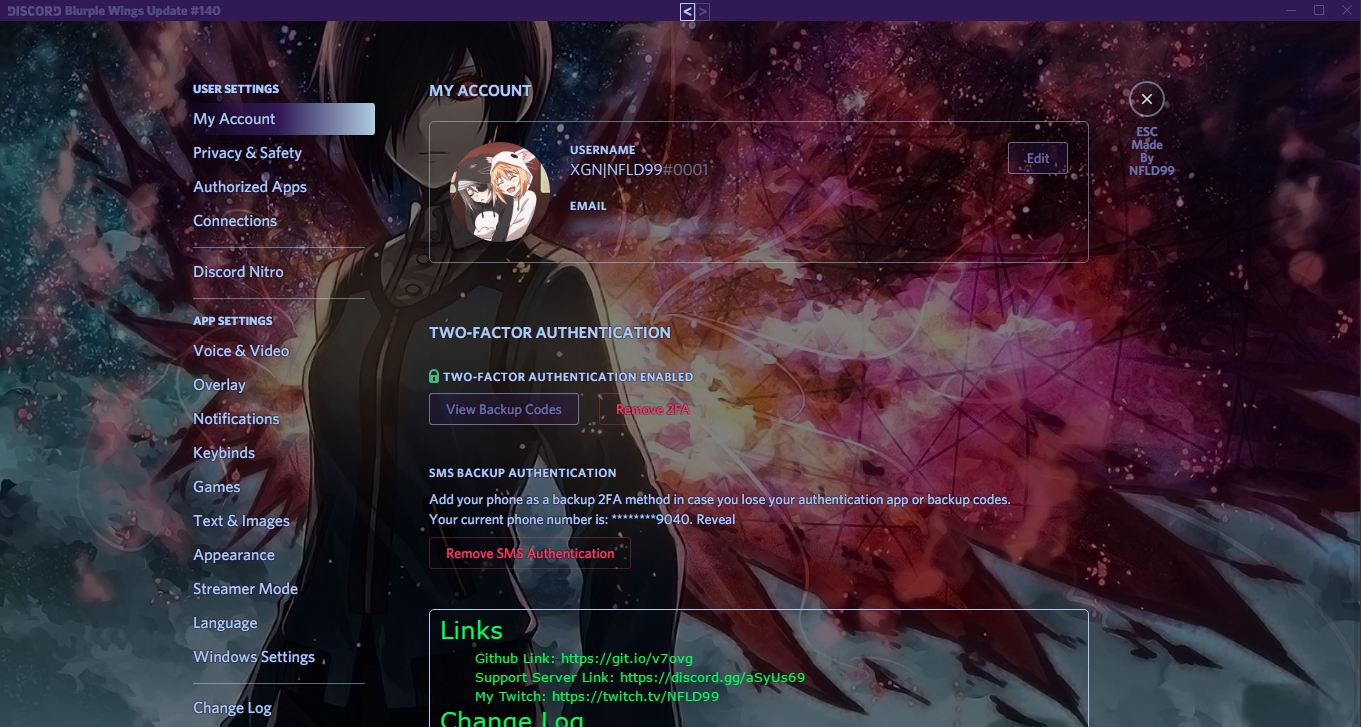 DISCORD Blurple Wings Update #140
< >
USER SETTINGS
My Account
Privacy & Safety
Authorized Apps
Connections
Discord Nitro
APP SETTINGS
Voice & Video
Overlay
Notifications
Keybinds
Games
Text & Images
Appearance
Streamer Mode
Language
Windows Settings
Change Log
MY ACCOUNT
USERNAME
XGN|NFLD99#0001
Edit
EMAIL
TWO-FACTOR AUTHENTICATION
TWO-FACTOR AUTHENTICATION ENABLED
View Backup Codes
Remove 2FA
SMS BACKUP AUTHENTICATION
Add your phone as a backup 2FA method in case you lose your authentication app or backup codes.
Your current phone number is: ********9040. Reveal
Remove SMS Authentication
Links
Github Link: https://git.io/v7ovg
Support Server Link: https://discord.gg/aSyUs69
My Twitch: https://twitch.tv/NFLD99
Change Log
ESC
Made
By
NFLD99